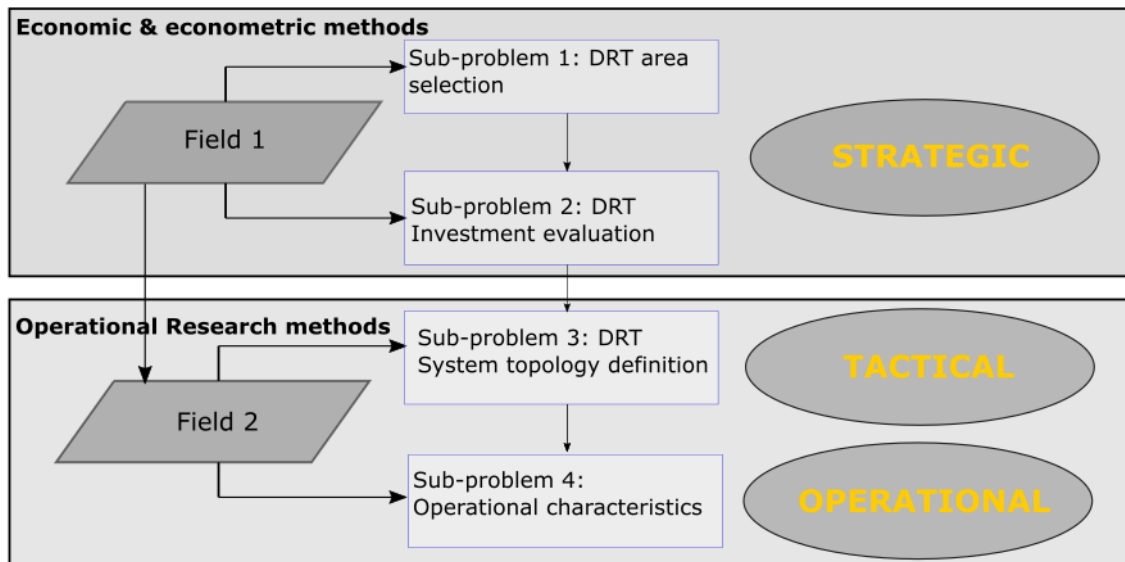 Economic & econometric methods
Sub-problem 1: DRT area
selection
Field 1
STRATEGIC
Sub-problem 2: DRT
Investment evaluation
Operational Research methods
Sub-problem 3: DRT
System topology definition
TACTICAL
Field 2
Sub-problem 4:
Operational characteristics
OPERATIONAL